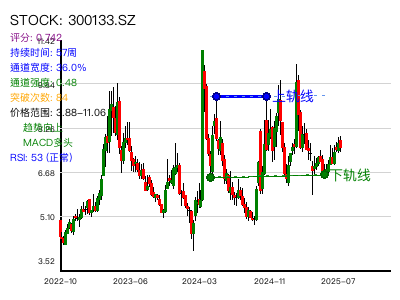 STOCK: 300133.SZ
评分: 0.742
持续时间: 57周
通道宽度: 36.0%
通道强度: 0.48
突破次数: 84
价格范围: 3.88-11.06
趋势向上
MACD多头
RSI: 53 (正常)
上轨线
下轨线
6.68
5.10
3.52
2022-10
2023-06
2024-03
2024-11
2025-07